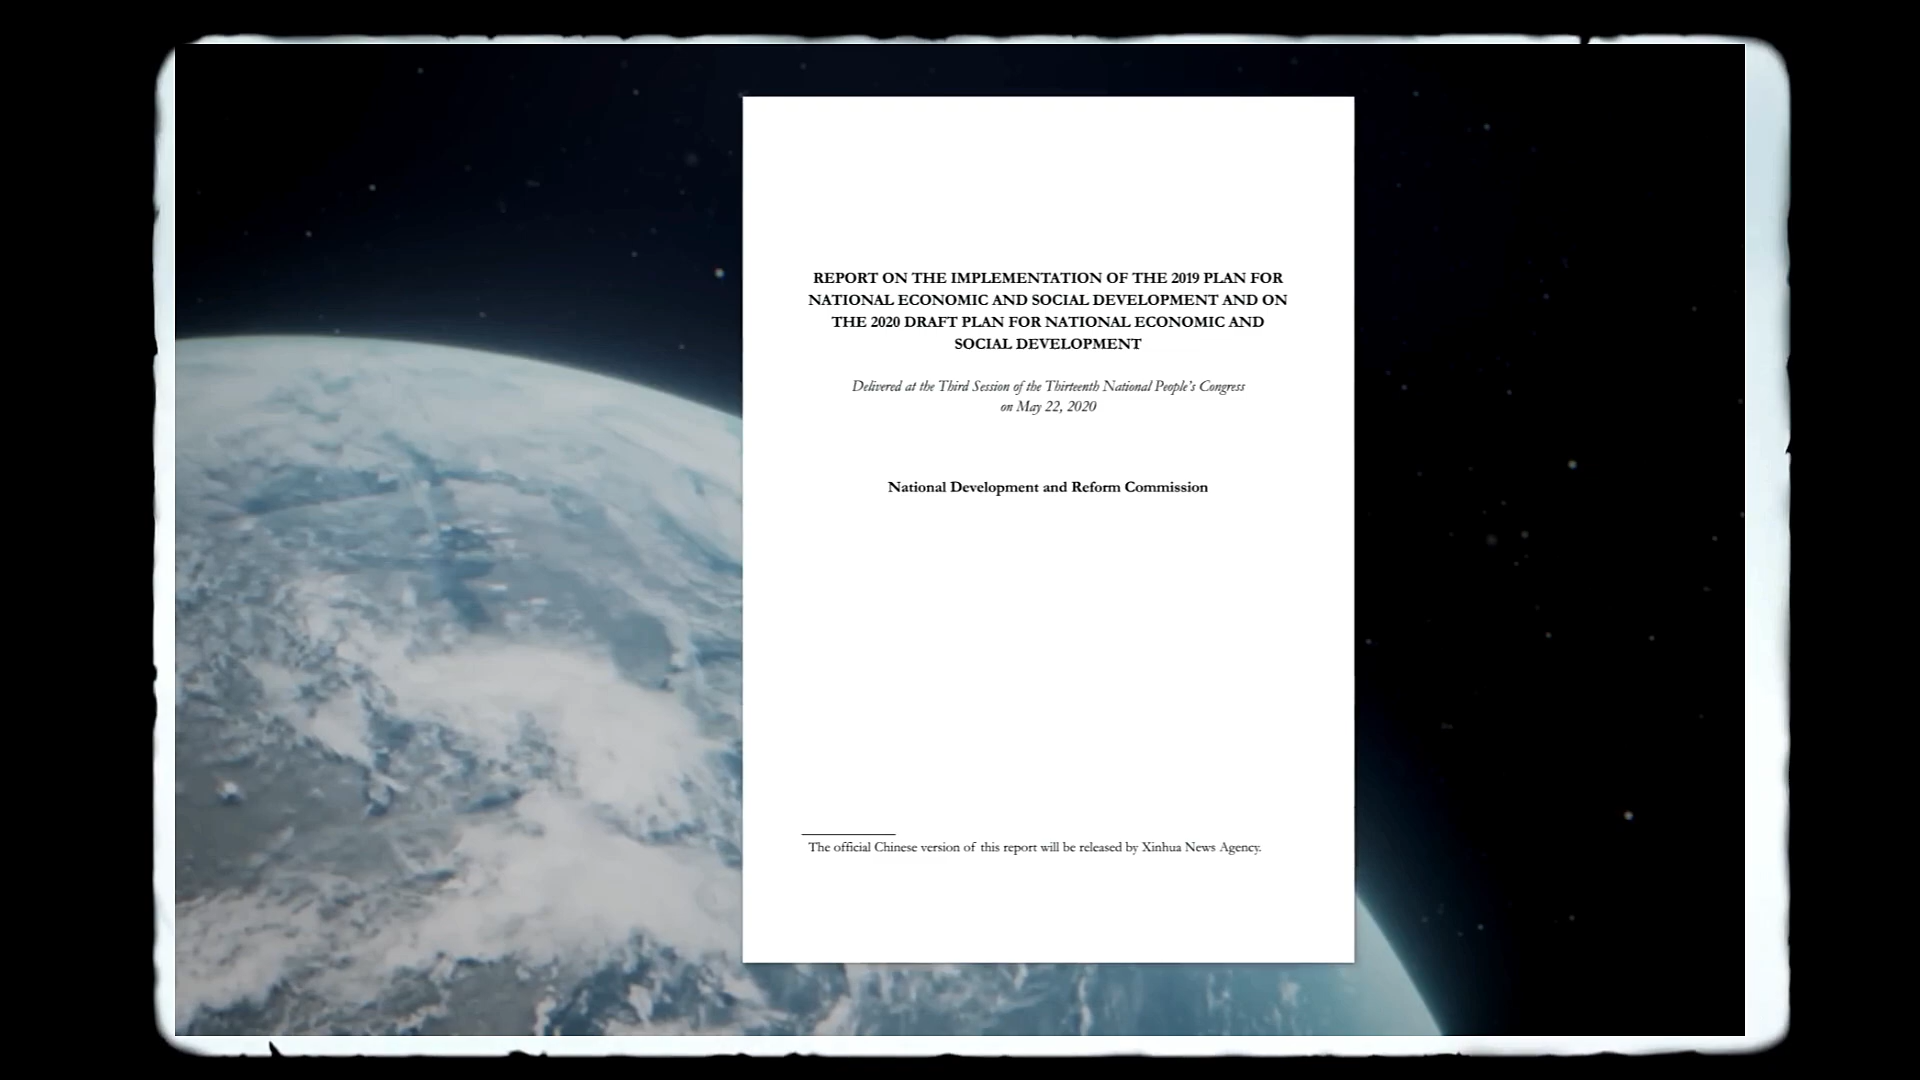 REPORT ON THE IMPLEMENTATION OF THE 2019 PLAN FOR
NATIONAL ECONOMIC AND SOCIAL DEVELOPMENT AND ON
THE 2020 DRAFT PLAN FOR NATIONAL ECONOMIC AND
SOCIAL DEVELOPMENT
Delivered at the Third Session of the Thirteenth National People's Congress
on May 22, 2020
National Development and Reform Commission
The official Chinese version of this report will be released by Xinhua News Agency.